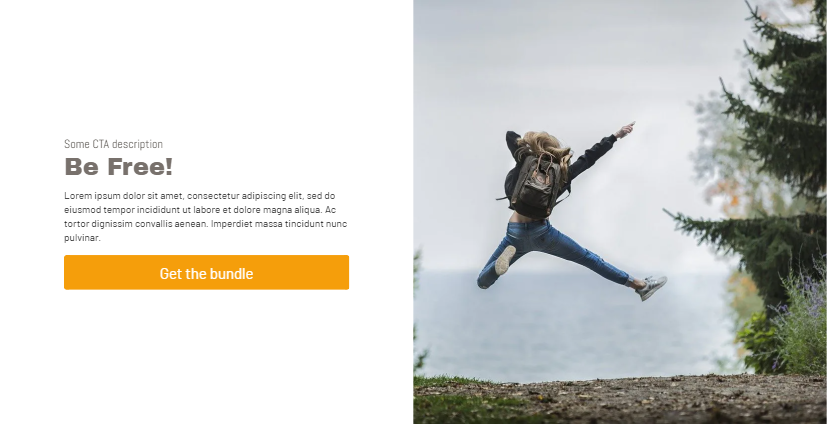 Some CTA description
Be Free!
Lorem ipsum dolor sit amet, consectetur adipiscing elit, sed do
eiusmod tempor incididunt ut labore et dolore magna aliqua. Ac
tortor dignissim convallis aenean. Imperdiet massa tincidunt nunc
pulvinar.
Get the bundle